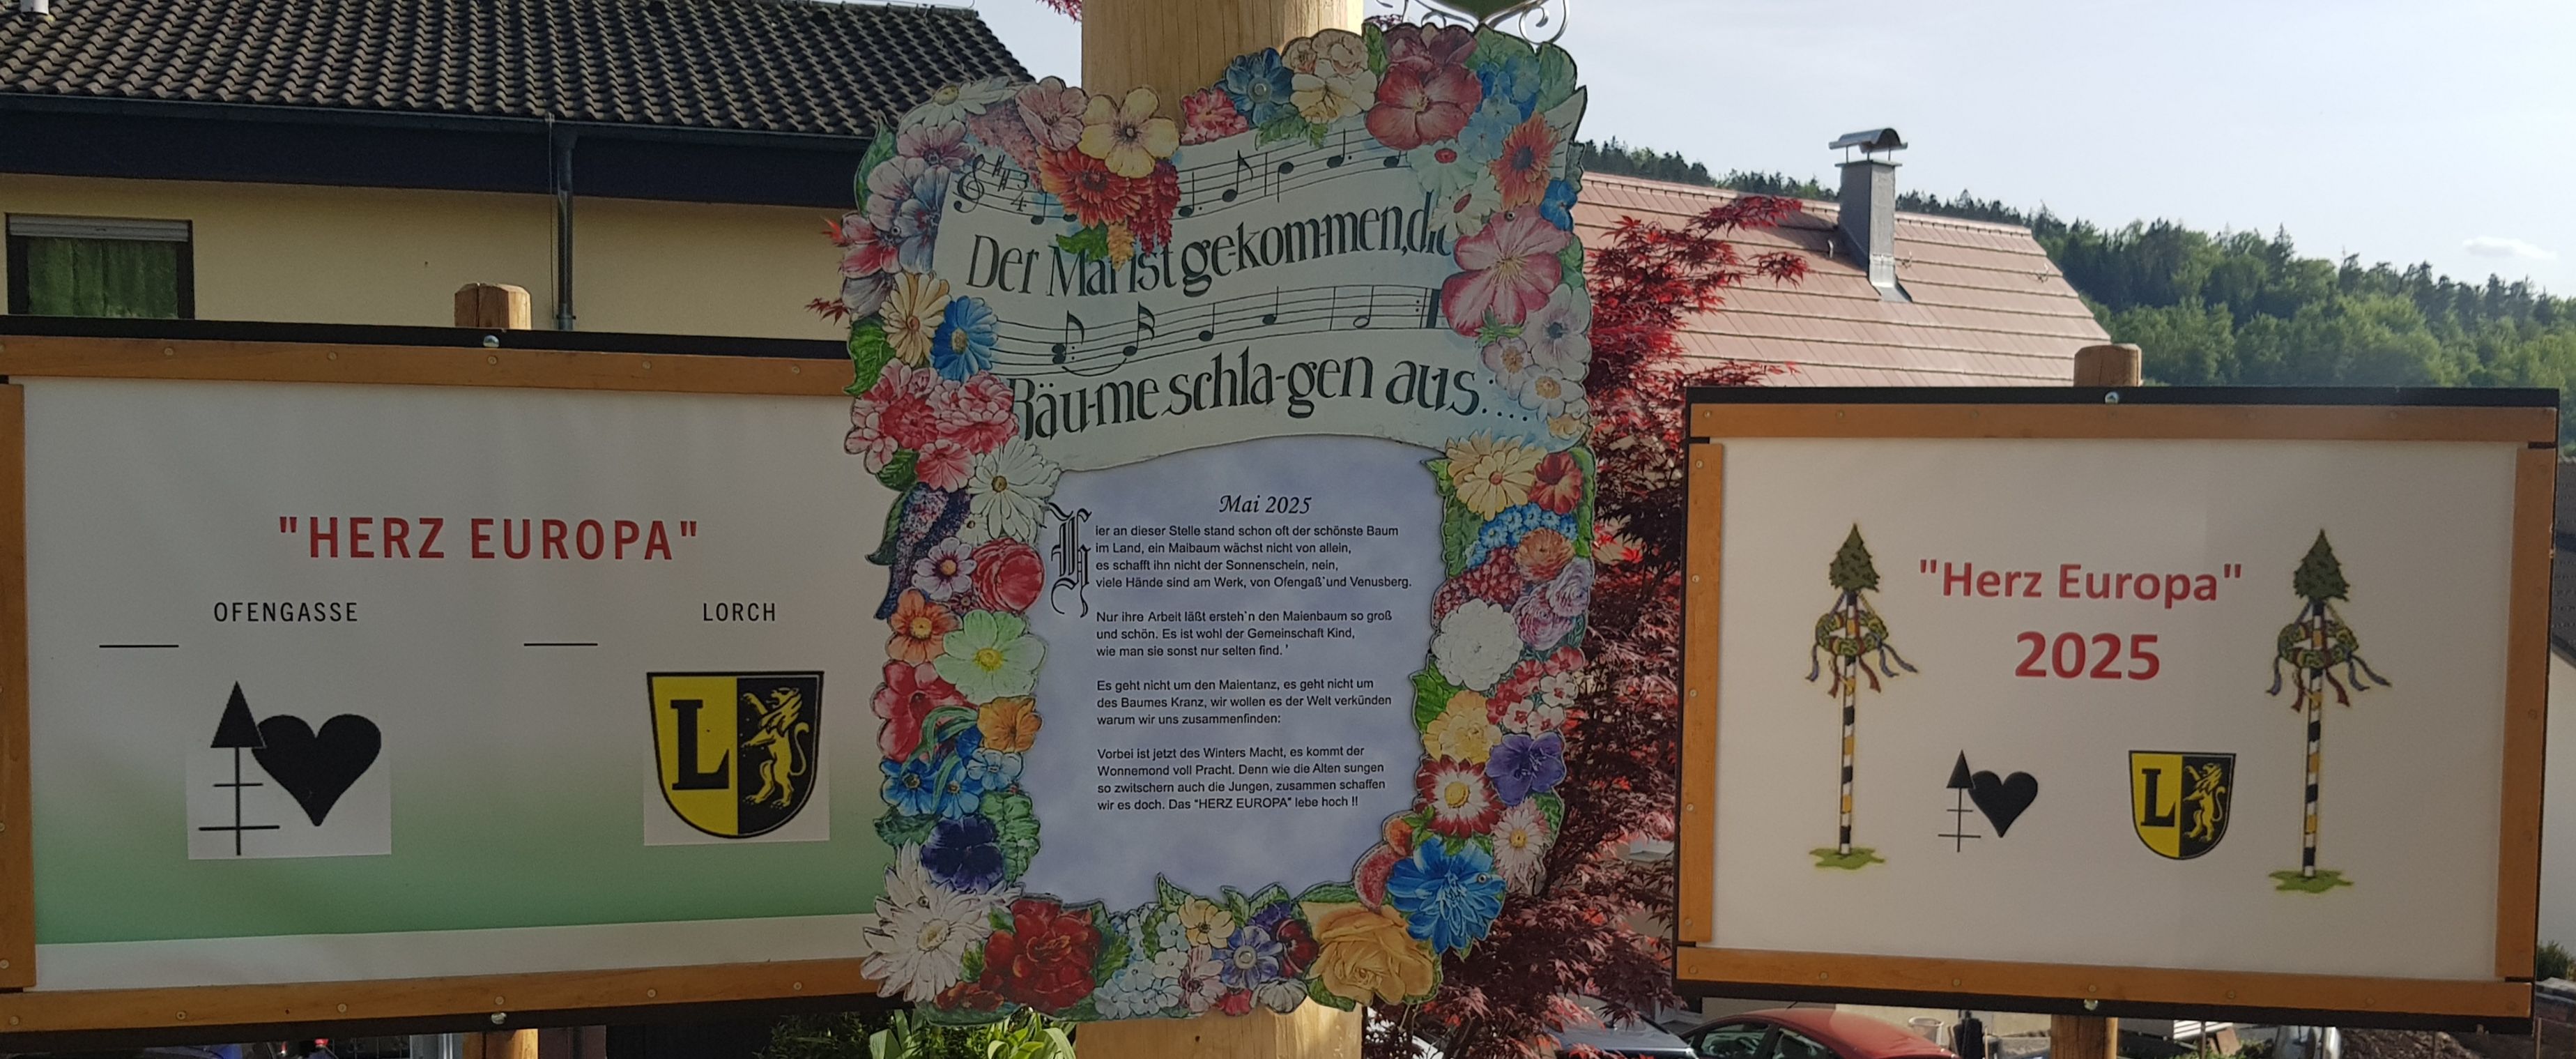 "HERZ EUROPA"
OFENGASSE
LORCH
L
Der Mai ist ge-kom-men, die
Bäu-me schla-gen aus....
Mai 2025
Hier an dieser Stelle stand schon oft der schönste Baum
im Land, ein Maibaum wächst nicht von allein,
es schafft ihn nicht der Sonnenschein, nein,
viele Hände sind am Werk, von Ofengaß`und Venusberg.
Nur ihre Arbeit läßt ersteh`n den Maienbaum so groß
und schön. Es ist wohl der Gemeinschaft Kind,
wie man sie sonst nur selten find. '
Es geht nicht um den Maientanz, es geht nicht um
des Baumes Kranz, wir wollen es der Welt verkünden
warum wir uns zusammenfinden:
Vorbei ist jetzt des Winters Macht, es kommt der
Wonnemond voll Pracht. Denn wie die Alten sungen
so zwitschern auch die Jungen, zusammen schaffen
wir es doch. Das "HERZ EUROPA" lebe hoch !!
"Herz Europa"
2025
L